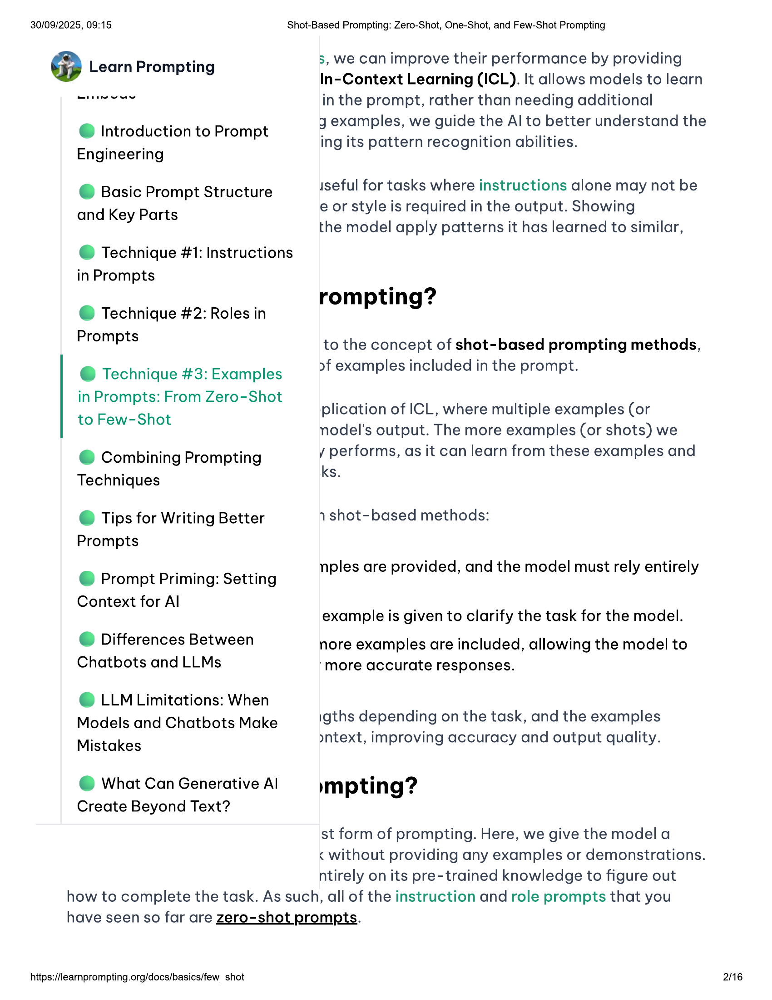 30/09/2025, 09:15
Shot-Based Prompting: Zero-Shot, One-Shot, and Few-Shot Prompting
Learn Prompting
Introduction to Prompt
Engineering
Basic Prompt Structure
and Key Parts
Technique #1: Instructions
in Prompts
Technique #2: Roles in
Prompts
Technique #3: Examples
in Prompts: From Zero-Shot
to Few-Shot
Combining Prompting
Techniques
Tips for Writing Better
Prompts
Prompt Priming: Setting
Context for AI
Differences Between
Chatbots and LLMs
LLM Limitations: When
Models and Chatbots Make
Mistakes
What Can Generative AI
Create Beyond Text?
s, we can improve their performance by providing
In-Context Learning (ICL). It allows models to learn
in the prompt, rather than needing additional
g examples, we guide the AI to better understand the
ing its pattern recognition abilities.
useful for tasks where instructions alone may not be
e or style is required in the output. Showing
the model apply patterns it has learned to similar,
rompting?
to the concept of shot-based prompting methods,
of examples included in the prompt.
plication of ICL, where multiple examples (or
model's output. The more examples (or shots) we
y performs, as it can learn from these examples and
ks.
n shot-based methods:
mples are provided, and the model must rely entirely
example is given to clarify the task for the model.
more examples are included, allowing the model to
more accurate responses.
gths depending on the task, and the examples
ontext, improving accuracy and output quality.
ompting?
st form of prompting. Here, we give the model a
k without providing any examples or demonstrations.
ntirely on its pre-trained knowledge to figure out
how to complete the task. As such, all of the instruction and role prompts that you
have seen so far are zero-shot prompts.
https://learnprompting.org/docs/basics/few_shot
2/16